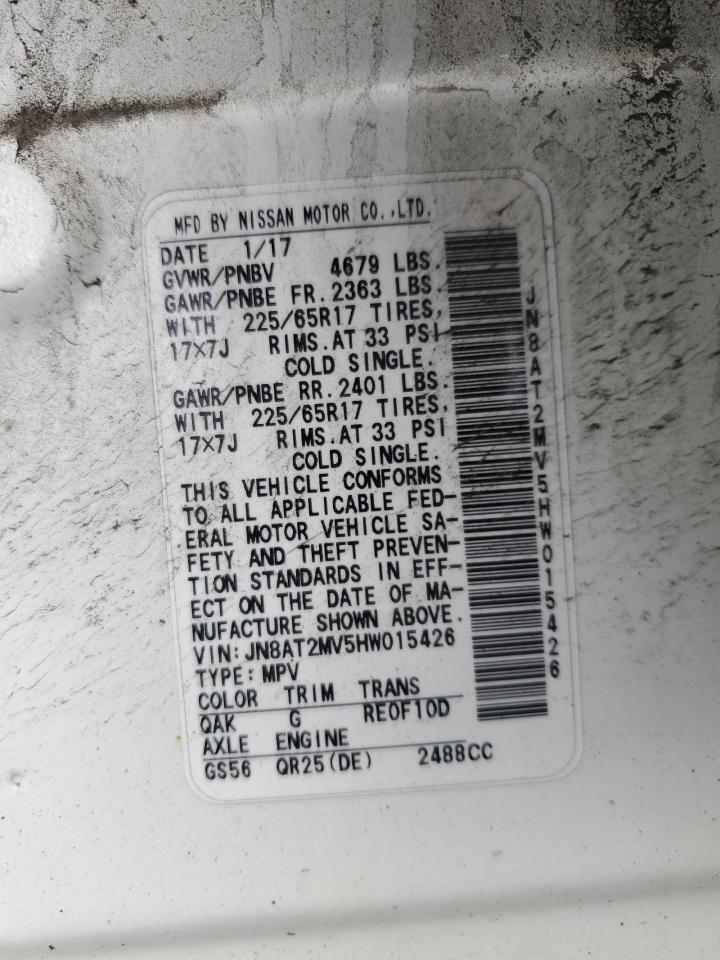 MFD BY NISSAN MOTOR CO.,LTD.
DATE 1/17
GVWR/PNBV 4679 LBS.
GAWR/PNBE FR.2363 LBS.
WITH 225/65R17 TIRES,
17X7J RIMS.AT 33 PSI
COLD SINGLE.
GAWR/PNBE RR.2401 LBS.
WITH 225/65R17 TIRES,
17X7J RIMS.AT 33 PSI
COLD SINGLE.
THIS VEHICLE CONFORMS
TO ALL APPLICABLE FED-
ERAL MOTOR VEHICLE SA-
FETY AND THEFT PREVEN-
TION STANDARDS IN EFF-
ECT ON THE DATE OF MA-
NUFACTURE SHOWN ABOVE.
VIN:JN8AT2MV5HW015426
TYPE:MPV
COLOR TRIM TRANS
QAK G RE0F10D
AXLE ENGINE
GS56 QR25(DE) 2488CC
JN8AT2MV5HW015426